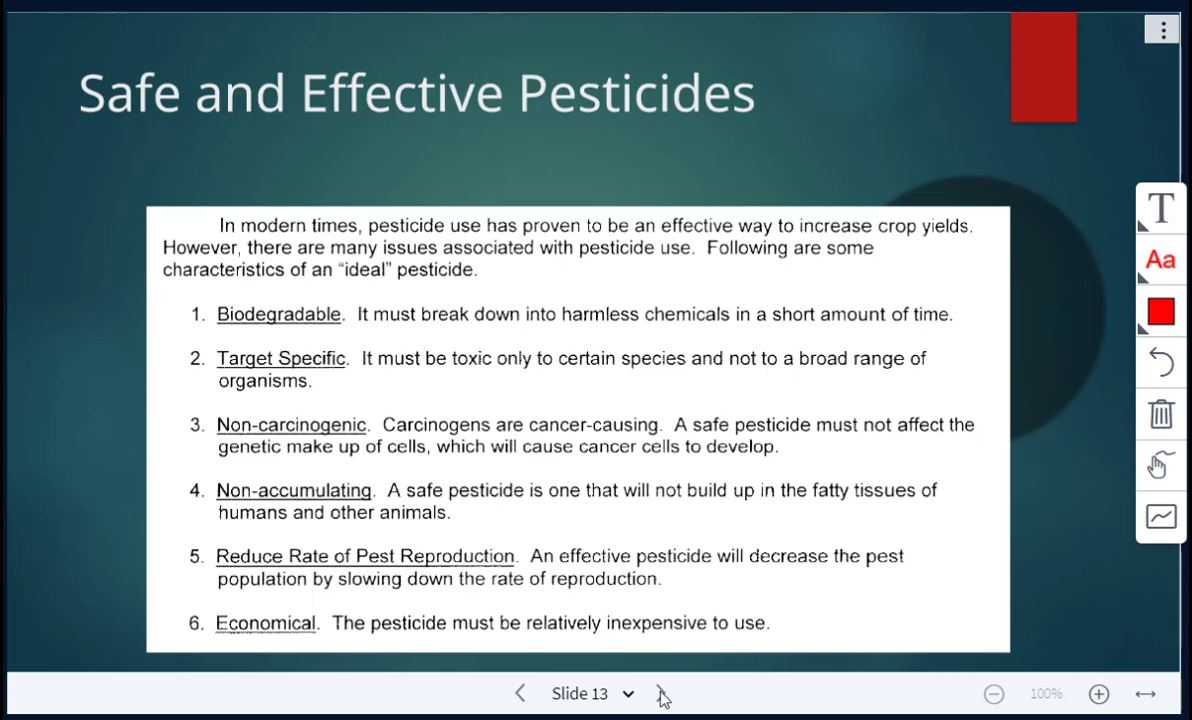 Safe and Effective Pesticides
In modern times, pesticide use has proven to be an effective way to increase crop yields.
However, there are many issues associated with pesticide use. Following are some
characteristics of an “ideal” pesticide.
1. Biodegradable. It must break down into harmless chemicals in a short amount of time.
2. Target Specific. It must be toxic only to certain species and not to a broad range of
organisms.
3. Non-carcinogenic. Carcinogens are cancer-causing. A safe pesticide must not affect the
genetic make up of cells, which will cause cancer cells to develop.
4. Non-accumulating. A safe pesticide is one that will not build up in the fatty tissues of
humans and other animals.
5. Reduce Rate of Pest Reproduction. An effective pesticide will decrease the pest
population by slowing down the rate of reproduction.
6. Economical. The pesticide must be relatively inexpensive to use.
T
Aa
Slide 13
100%